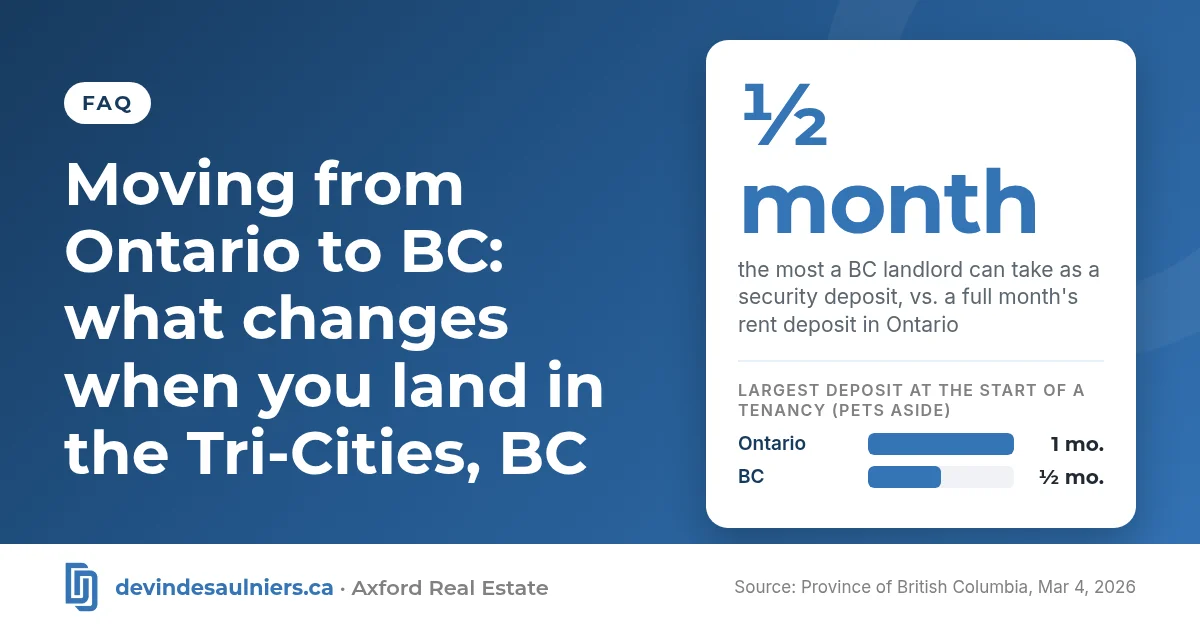 FAQ
Moving from
Ontario to BC:
what changes
when you land in
the Tri-Cities, BC
½
month
the most a BC landlord can take as a
security deposit, vs. a full month's
rent deposit in Ontario
LARGEST DEPOSIT AT THE START OF A
TENANCY (PETS ASIDE)
Ontario 1 mo.
BC ½ mo.
devindesaulniers.ca · Axford Real Estate
Source: Province of British Columbia, Mar 4, 2026